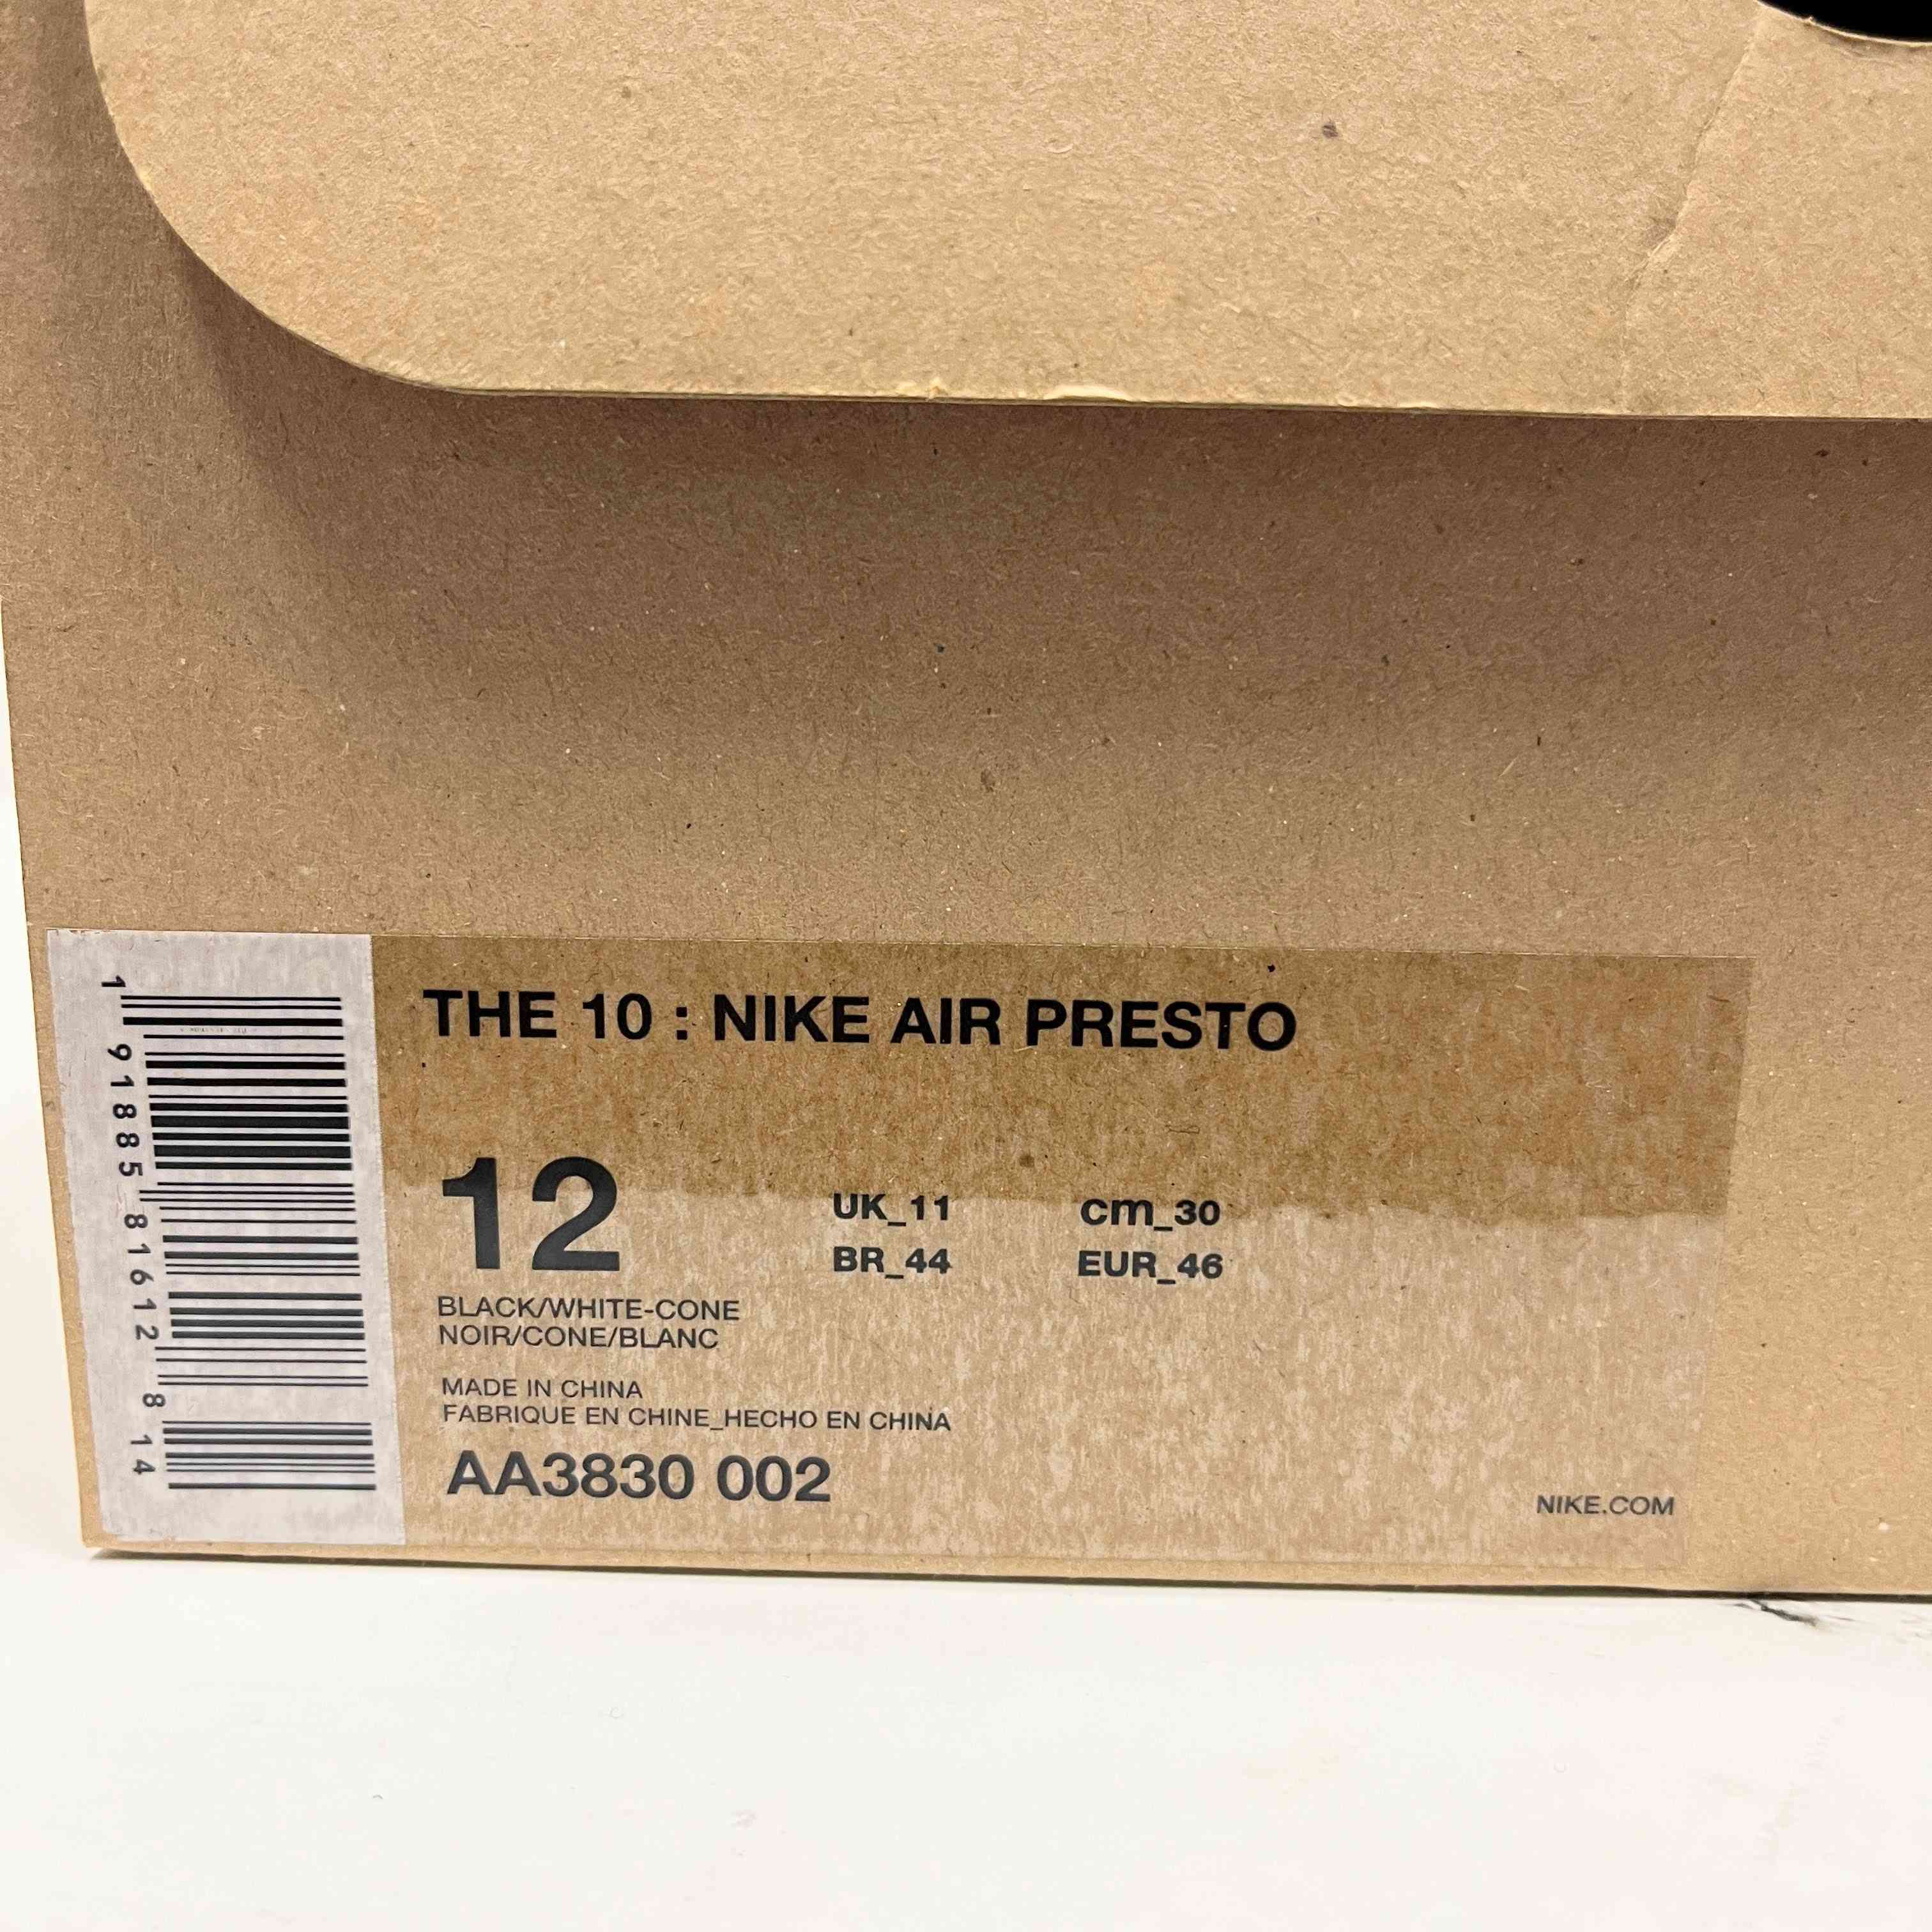 THE 10 : NIKE AIR PRESTO
12
UK_11 cm_30
BR_44 EUR_46
BLACK/WHITE-CONE
NOIR/CONE/BLANC
MADE IN CHINA
FABRIQUE EN CHINE_HECHO EN CHINA
AA3830 002
NIKE.COM
1 91885 81612 8 14